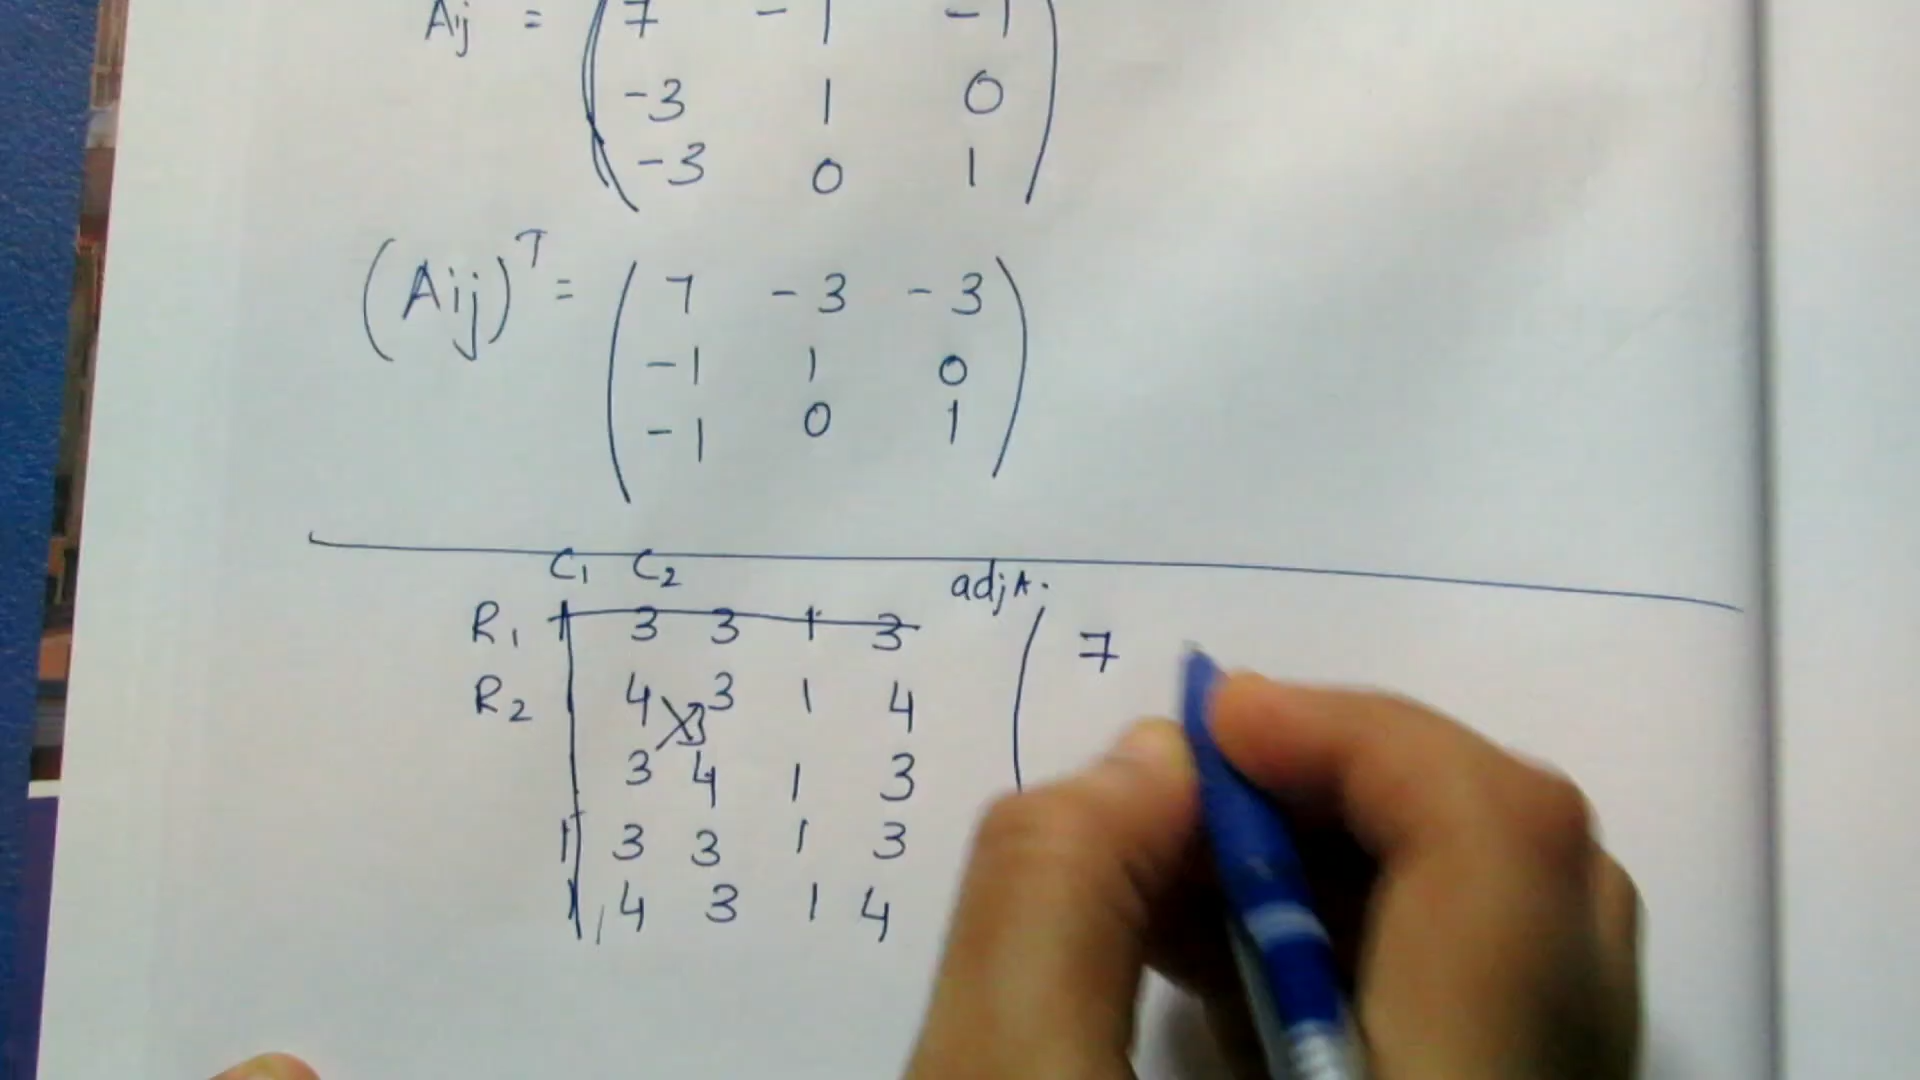 Aij = 7 -1 -1
-3 1 0
-3 0 1
(Aij)ᵀ = 7 -3 -3
-1 1 0
-1 0 1
C₁ C₂ adj A.
R₁ 1 3 3 1 3 7
R₂ 1 4 3 1 4
3 4 1 3
1 3 3 1 3
1 4 3 1 4